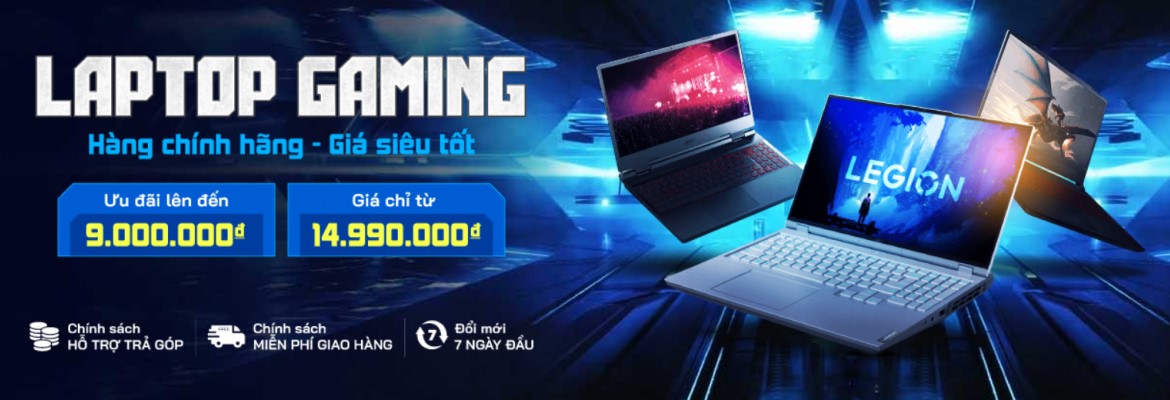 LAPTOP GAMING
Hàng chính hãng - Giá siêu tốt
Ưu đãi lên đến
9.000.000đ
Giá chỉ từ
14.990.000đ
Chính sách
HỖ TRỢ TRẢ GÓP
Chính sách
MIỄN PHÍ GIAO HÀNG
7
Đổi mới
7 NGÀY ĐẦU
LEGION